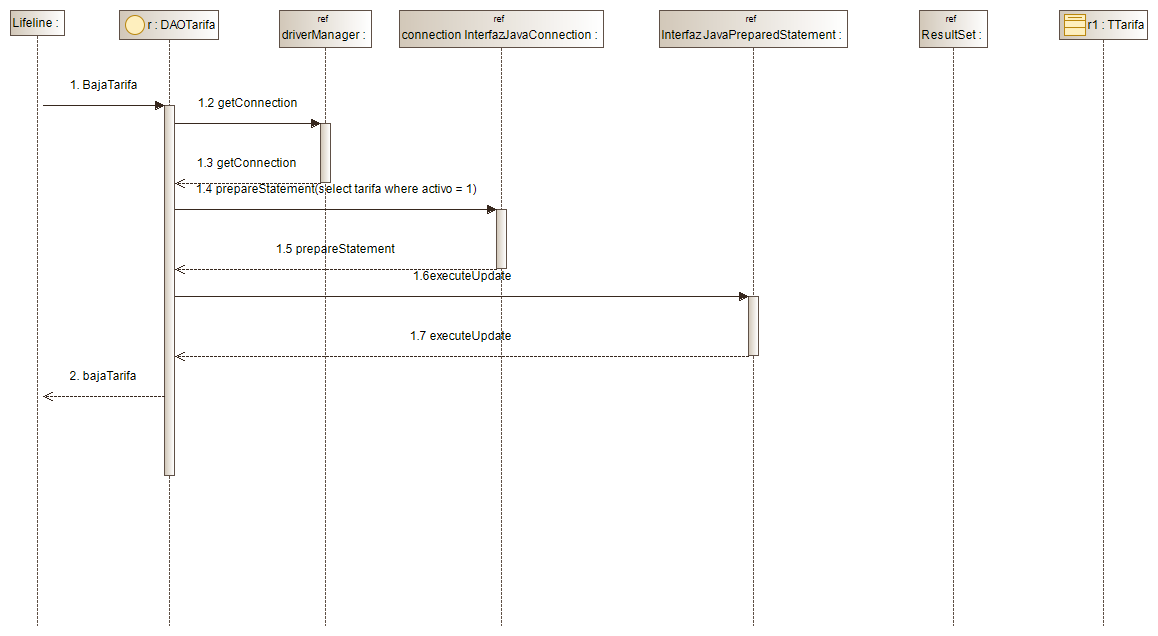 Lifeline :
r : DAOTarifa
ref
driverManager :
ref
connection InterfazJavaConnection :
ref
InterfazJavaPreparedStatement :
ref
ResultSet :
r1 : TTarifa
1. BajaTarifa
1.2 getConnection
1.3 getConnection
1.4 prepareStatement(select tarifa where activo = 1)
1.5 prepareStatement
1.6executeUpdate
1.7 executeUpdate
2. bajaTarifa